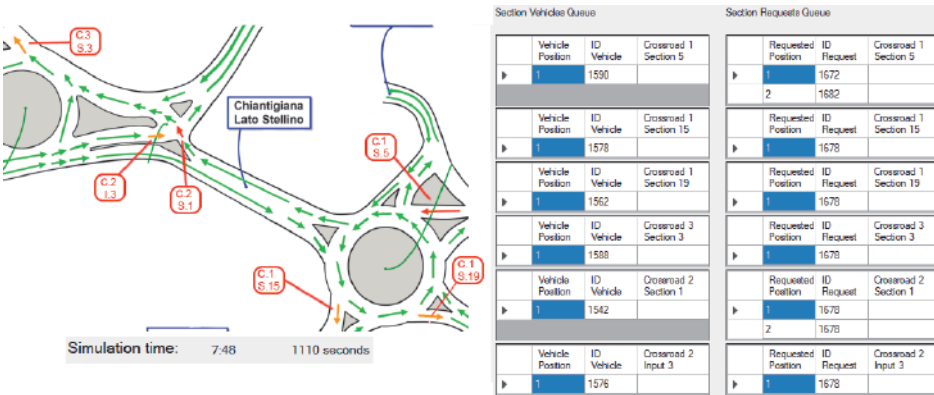 C.3
S.3
Chiantigiana
Lato Stellino
C.1
S.5
C.2
I.3
C.2
S.1
C.1
S.15
C.1
S.19
Simulation time: 7:48 1110 seconds
Section Vehicles Queue
Vehicle Position ID Vehicle Crossroad 1 Section 5
1 1590
Vehicle Position ID Vehicle Crossroad 1 Section 15
1 1578
Vehicle Position ID Vehicle Crossroad 1 Section 19
1 1562
Vehicle Position ID Vehicle Crossroad 3 Section 3
1 1588
Vehicle Position ID Vehicle Crossroad 2 Section 1
1 1542
Vehicle Position ID Vehicle Crossroad 2 Input 3
1 1576
Section Requests Queue
Requested Position ID Request Crossroad 1 Section 5
1 1672
2 1682
Requested Position ID Request Crossroad 1 Section 15
1 1678
Requested Position ID Request Crossroad 1 Section 19
1 1678
Requested Position ID Request Crossroad 3 Section 3
1 1678
Requested Position ID Request Crossroad 2 Section 1
1 1678
2 1678
Requested Position ID Request Crossroad 2 Input 3
1 1678